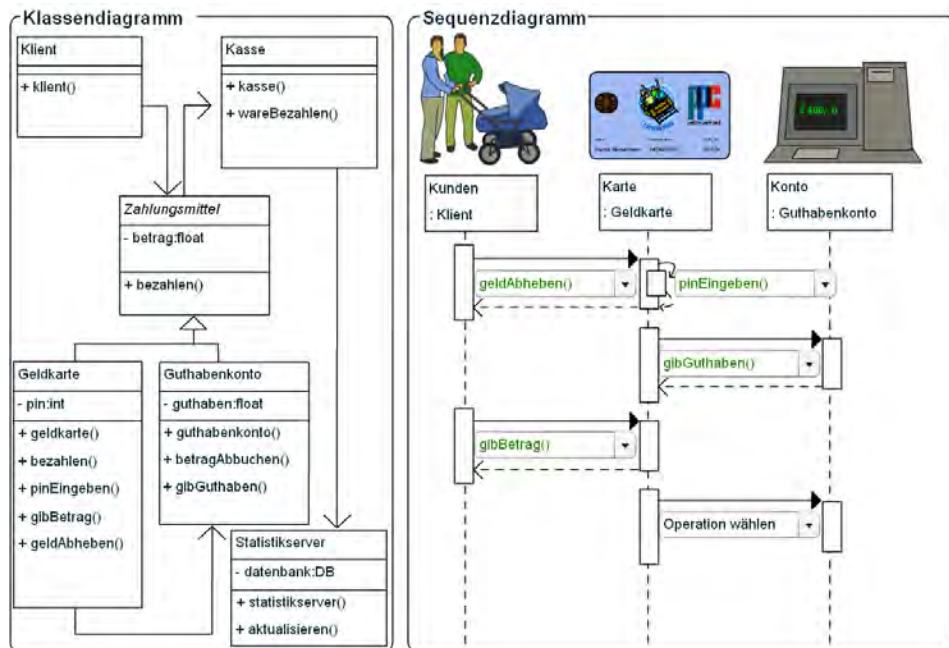 Klassendiagramm
Klient
+ klient()
Kasse
+ kasse()
+ wareBezahlen()
Zahlungsmittel
- betrag:float
+ bezahlen()
Geldkarte
- pin:int
+ geldkarte()
+ bezahlen()
+ pinEingeben()
+ gibBetrag()
+ geldAbheben()
Guthabenkonto
- guthaben:float
+ guthabenkonto()
+ betragAbbuchen()
+ gibGuthaben()
Statistikserver
- datenbank:DB
+ statistikserver()
+ aktualisieren()
Sequenzdiagramm
Kunden
: Klient
Karte
: Geldkarte
Konto
: Guthabenkonto
geldAbheben()
pinEingeben()
gibGuthaben()
gibBetrag()
Operation wählen